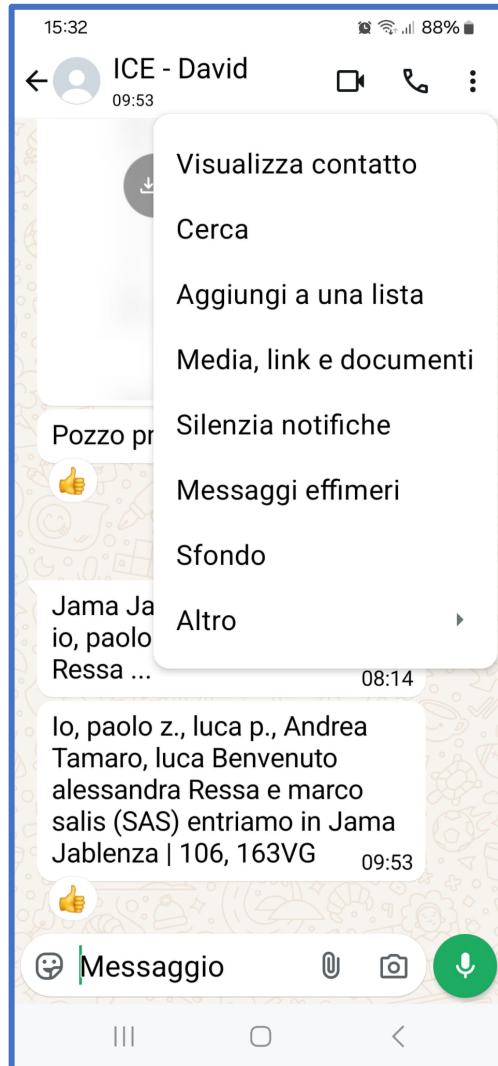 15:32
88%
ICE - David
09:53
Visualizza contatto
Cerca
Aggiungi a una lista
Media, link e documenti
Silenzia notifiche
Messaggi effimeri
Sfondo
Altro
Pozzo pr
Jama Ja
io, paolo
Ressa ...
08:14
Io, paolo z., luca p., Andrea
Tamaro, luca Benvenuto
alessandra Ressa e marco
salis (SAS) entriamo in Jama
Jablenza | 106, 163VG
09:53
Messaggio